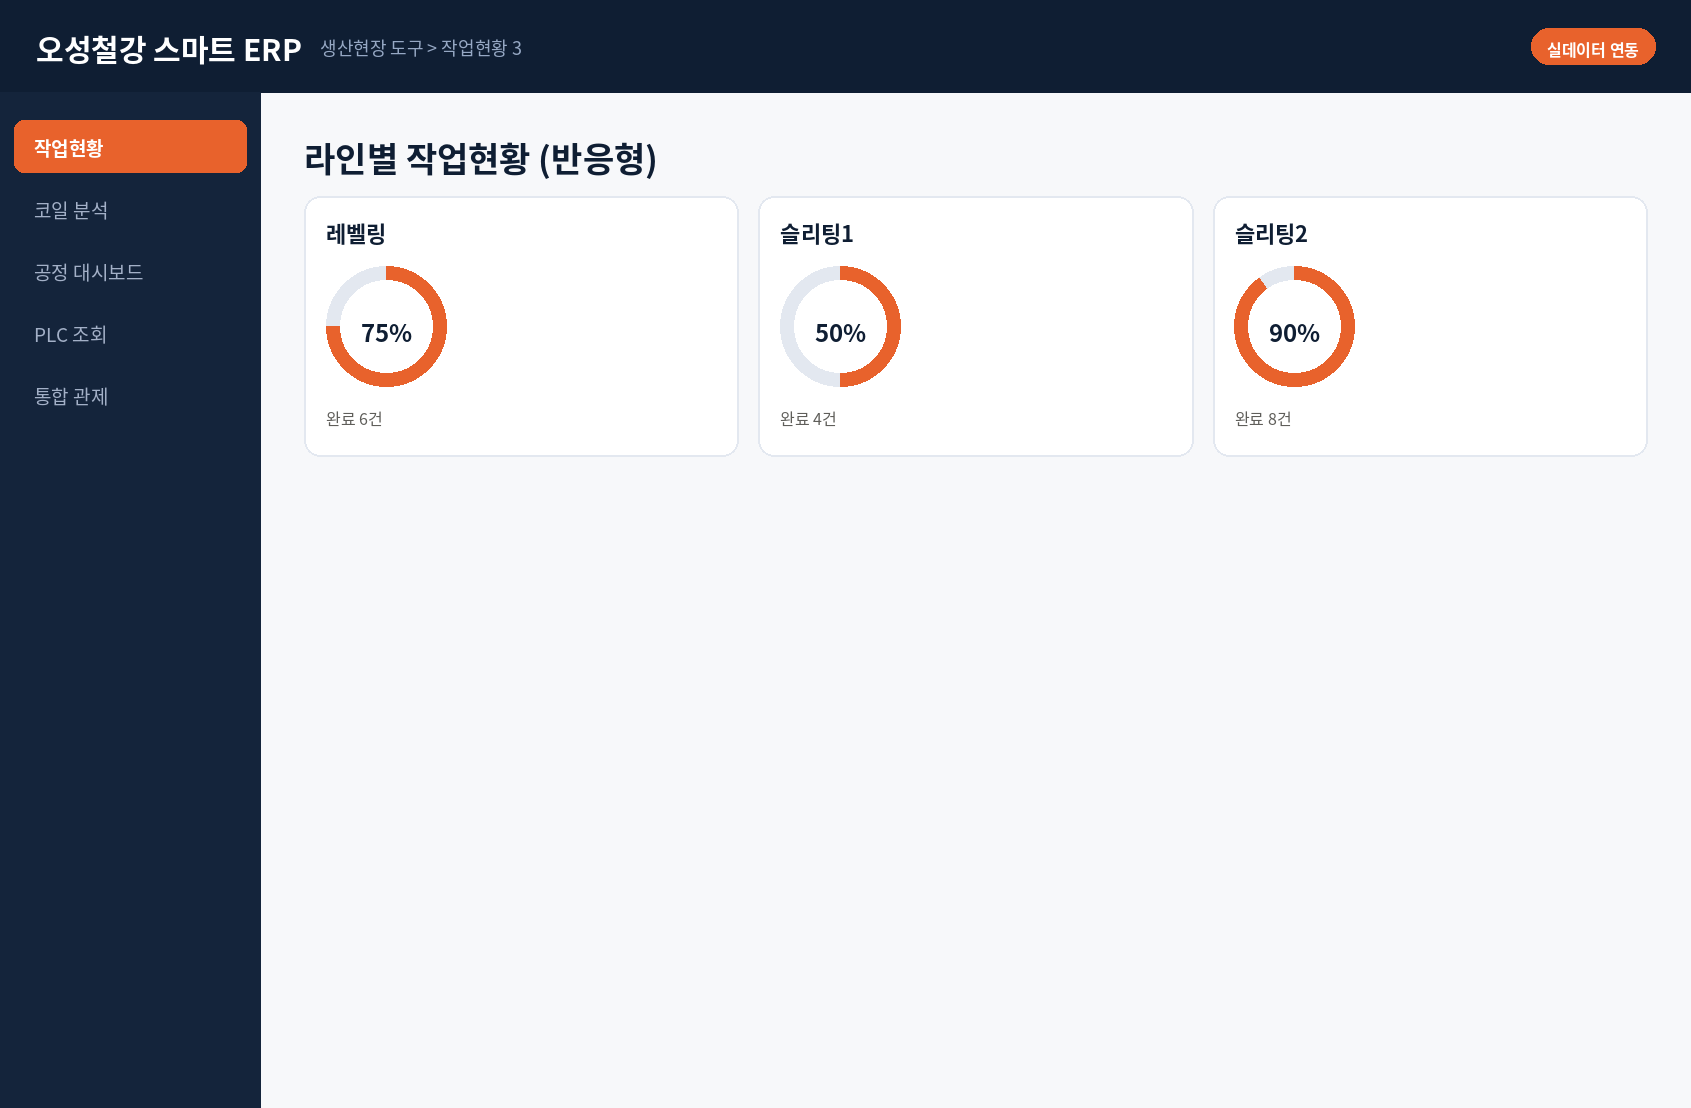 오성철강 스마트 ERP
생산현장 도구 > 작업현황 3
실데이터 연동
작업현황
코일 분석
공정 대시보드
PLC 조회
통합 관제
라인별 작업현황 (반응형)
레벨링
75%
완료 6건
슬리팅1
50%
완료 4건
슬리팅2
90%
완료 8건